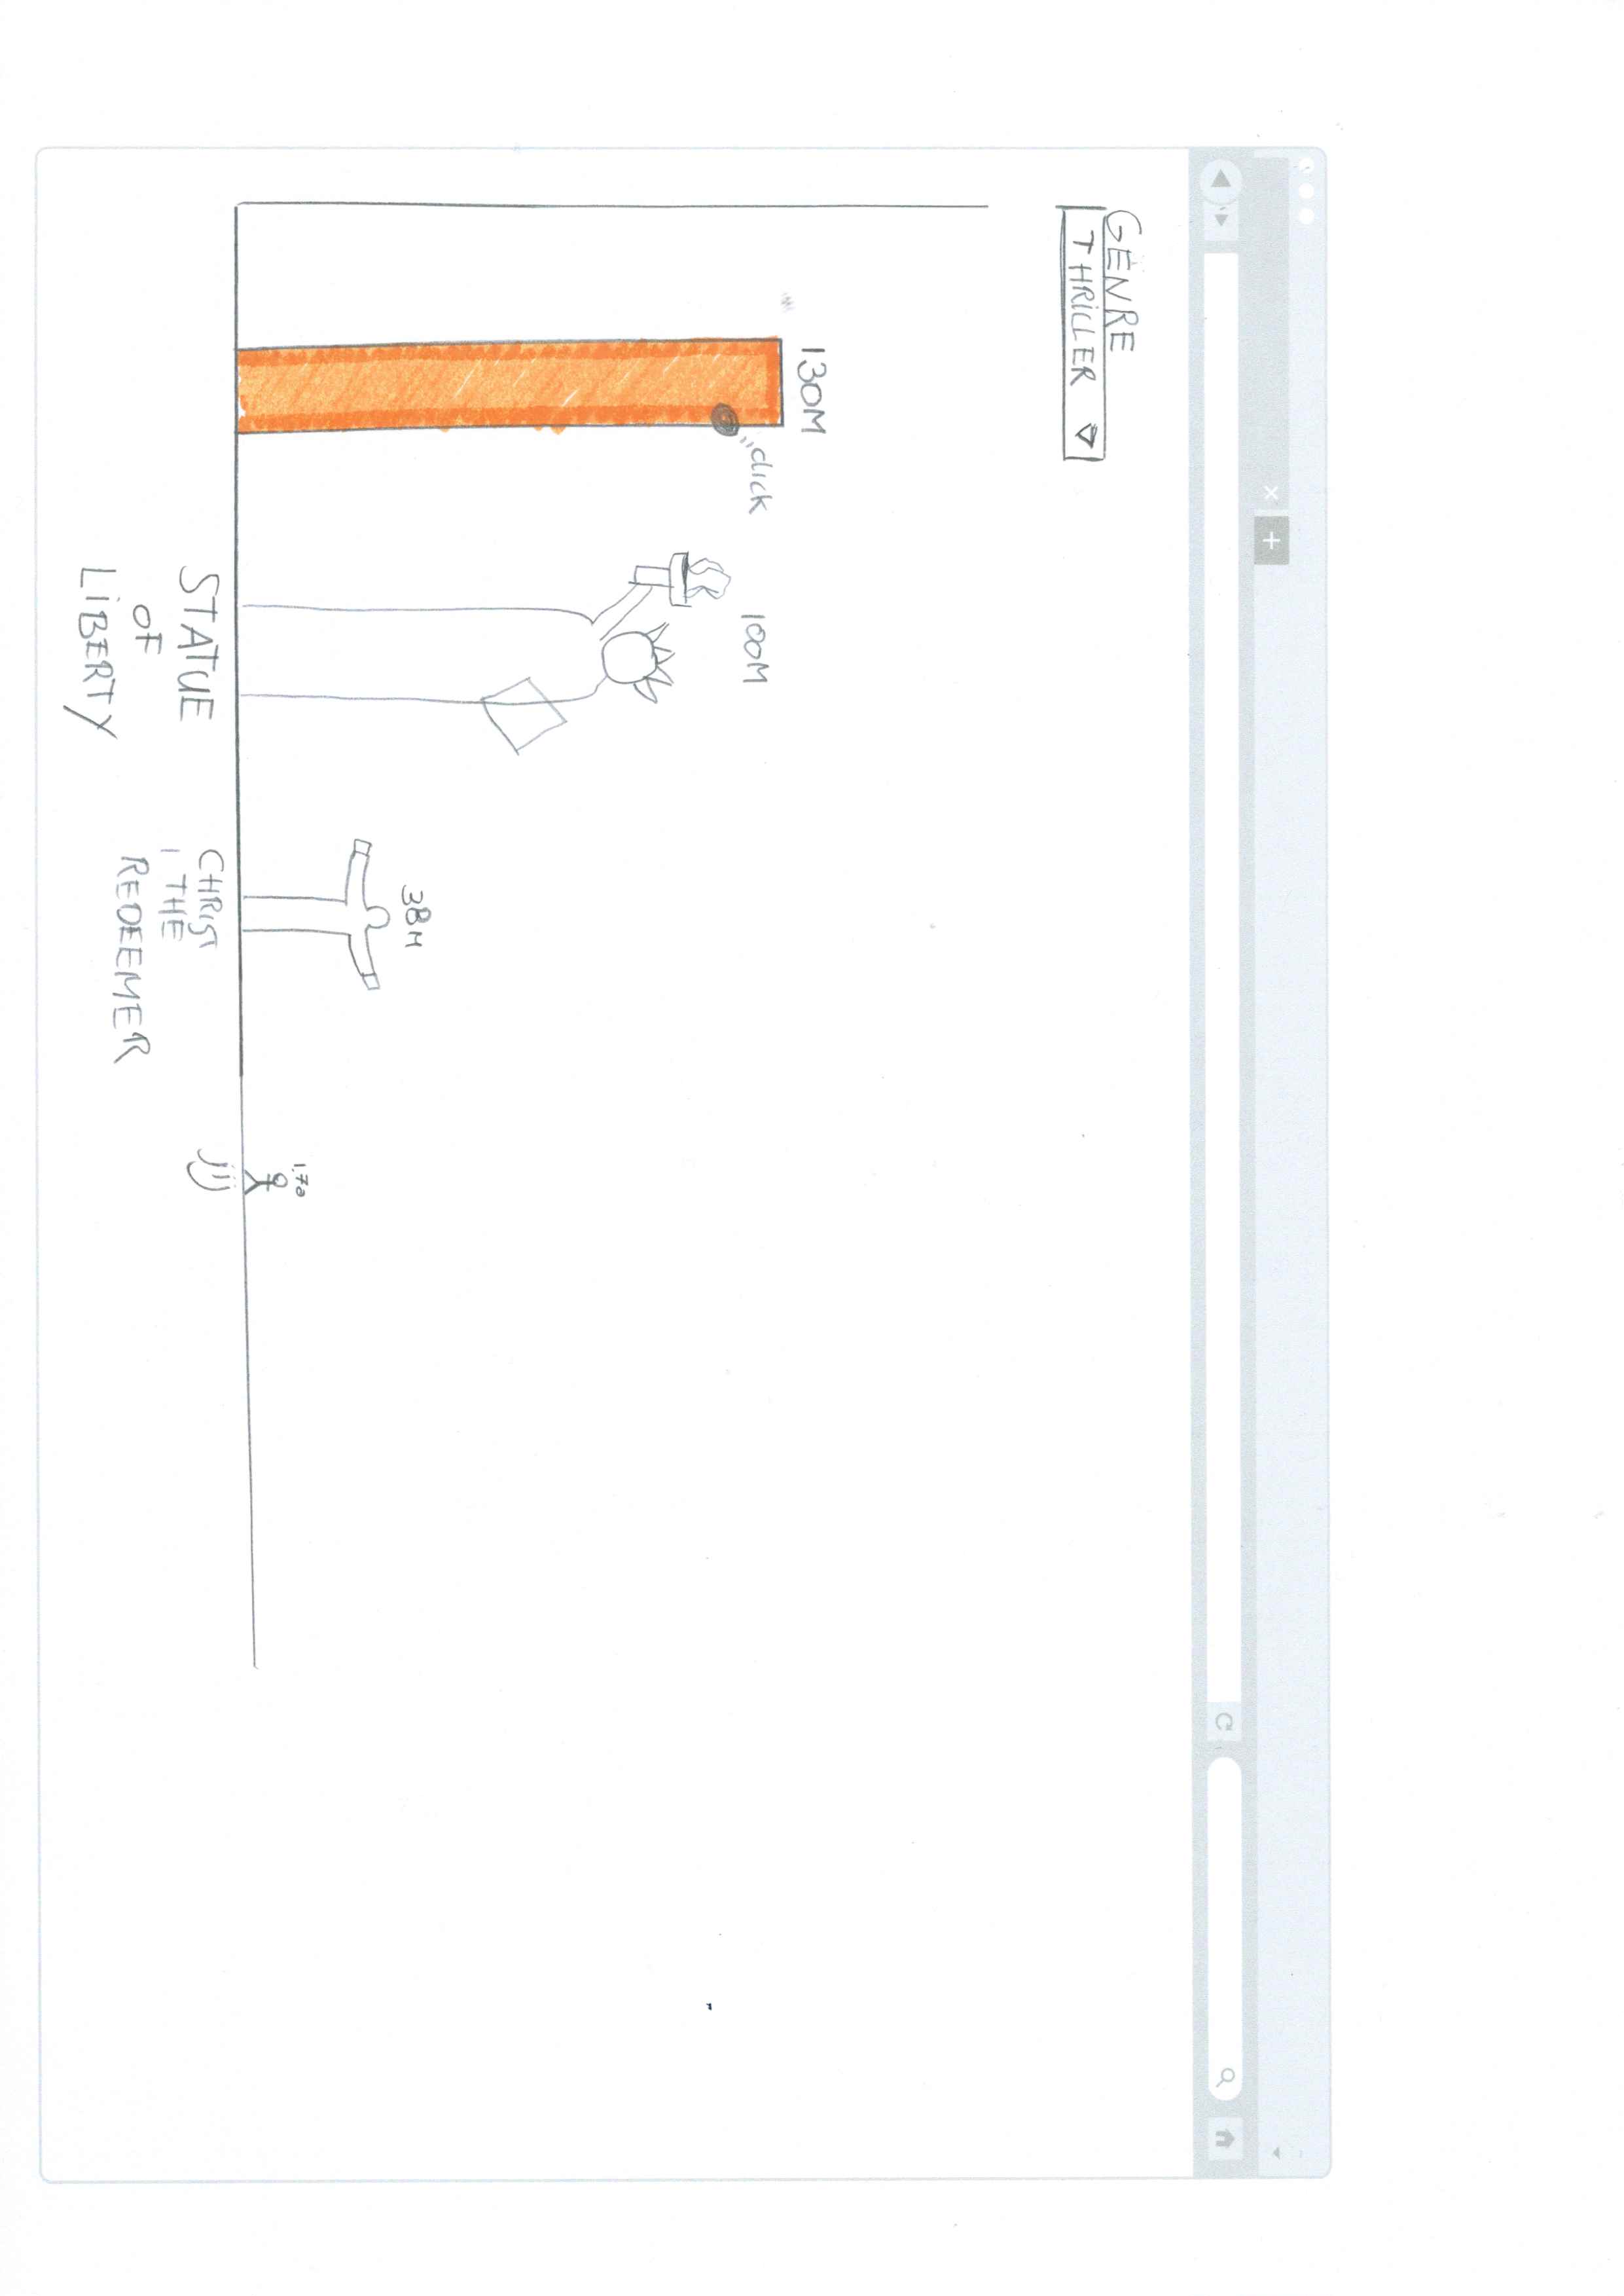 GENRE
THRILLER
130M
click
100M
38M
1.70
STATUE
OF
LIBERTY
CHRIST
THE
REDEEMER